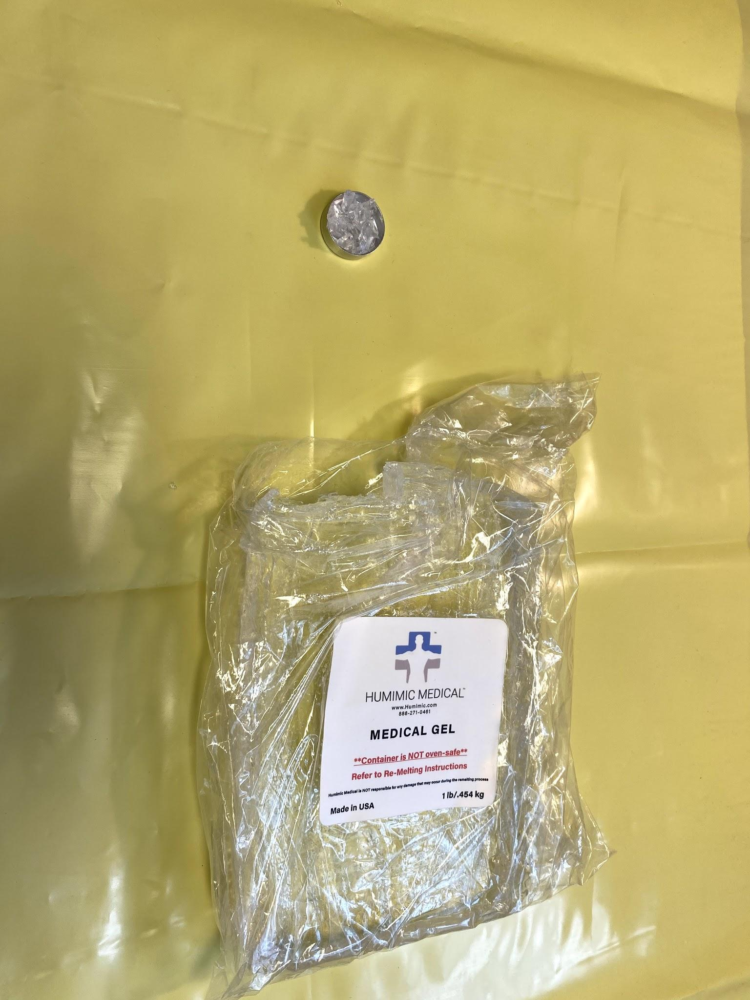 ™
HUMIMIC MEDICAL™
www.Humimic.com
888-271-0461
MEDICAL GEL
**Container is NOT oven-safe**
Refer to Re-Melting Instructions
Humimic Medical is NOT responsible for any damage that may occur during the remelting process
1 lb/.454 kg
Made in USA